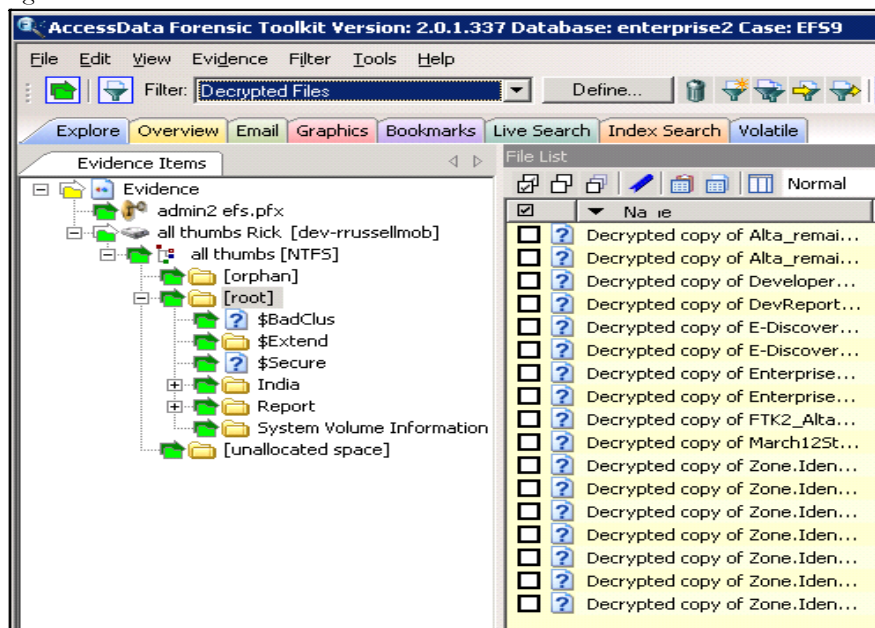 AccessData Forensic Toolkit Version: 2.0.1.337 Database: enterprise2 Case: EFS9
File Edit View Evidence Filter Tools Help
Filter: Decrypted Files Define...
Explore Overview Email Graphics Bookmarks Live Search Index Search Volatile
Evidence Items
File List
Normal
Evidence
admin2 efs.pfx
all thumbs Rick [dev-rrussellmob]
all thumbs [NTFS]
[orphan]
[root]
$BadClus
$Extend
$Secure
India
Report
System Volume Information
[unallocated space]
Decrypted copy of Alta_remai...
Decrypted copy of Alta_remai...
Decrypted copy of Developer...
Decrypted copy of DevReport...
Decrypted copy of E-Discover...
Decrypted copy of E-Discover...
Decrypted copy of Enterprise...
Decrypted copy of Enterprise...
Decrypted copy of FTK2_Alta...
Decrypted copy of March12St...
Decrypted copy of Zone.Iden...
Decrypted copy of Zone.Iden...
Decrypted copy of Zone.Iden...
Decrypted copy of Zone.Iden...
Decrypted copy of Zone.Iden...
Decrypted copy of Zone.Iden...
Decrypted copy of Zone.Iden...